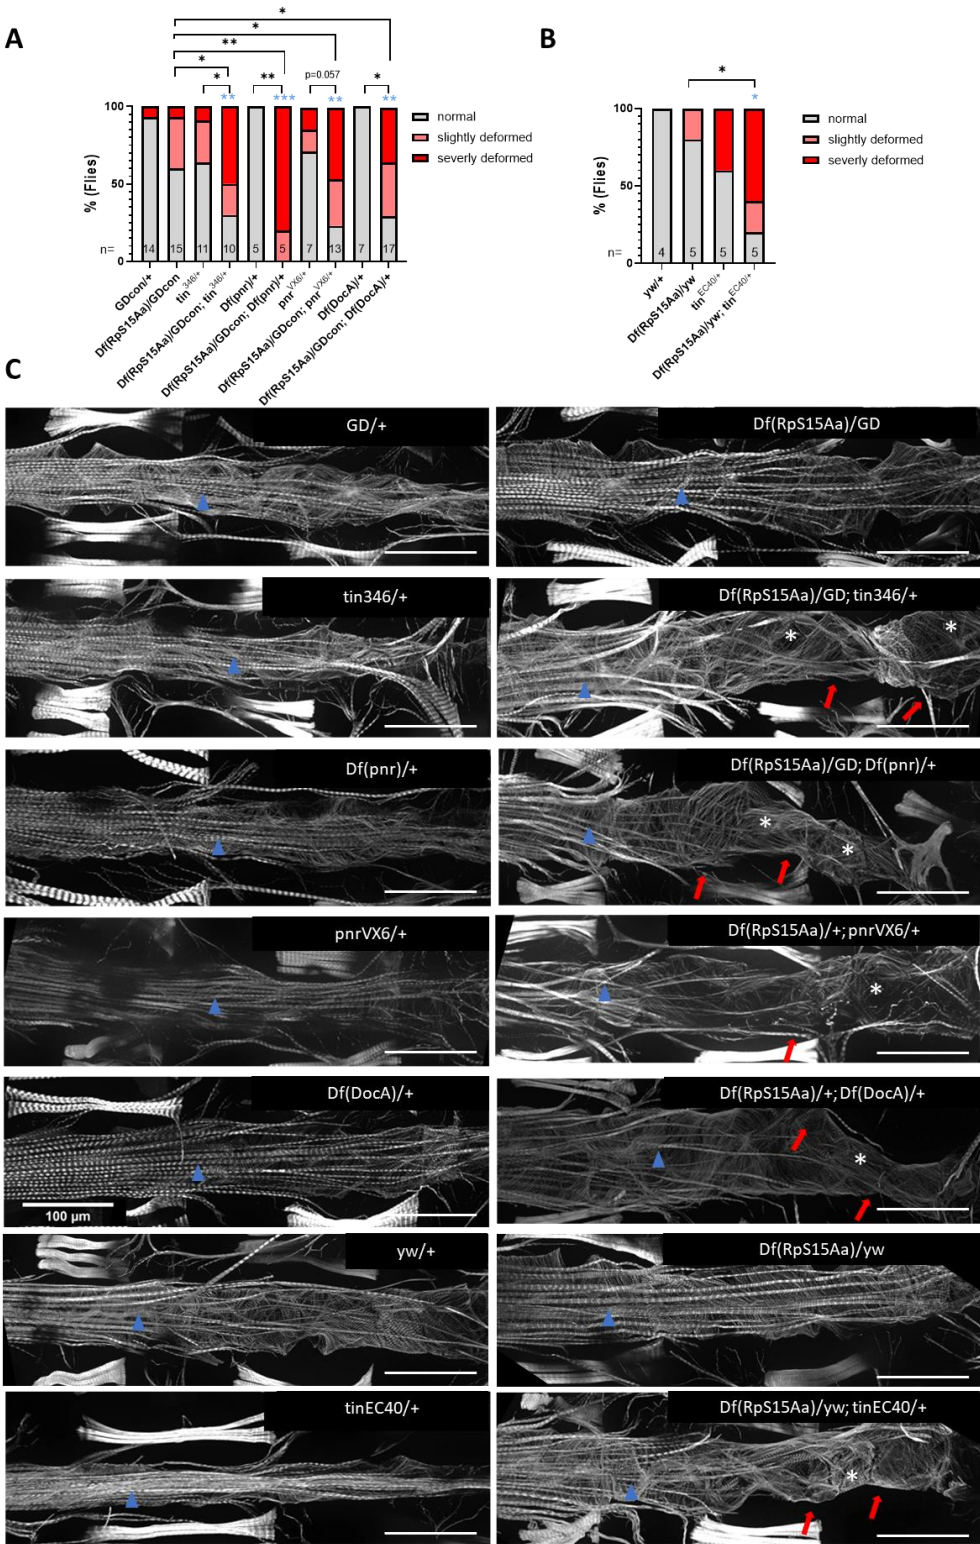 A
B
*
*
**
*
*
**
p=0.057
*
**
***
**
**
100
50
0
% (Flies)
n=
14
15
11
10
5
5
7
13
7
17
GDcon/+
Df(RpS15Aa)/GDcon
tin346/+
Df(RpS15Aa)/GDcon; tin346/+
Df(pnr)/+
Df(RpS15Aa)/GDcon; Df(pnr)/+
pnrVX6/+
Df(RpS15Aa)/GDcon; pnrVX6/+
Df(DocA)/+
Df(RpS15Aa)/GDcon; Df(DocA)/+
normal
slightly deformed
severly deformed
*
*
100
50
0
% (Flies)
4
5
5
5
yw/+
Df(RpS15Aa)/yw
tinEC40/+
Df(RpS15Aa)/yw; tinEC40/+
normal
slightly deformed
severly deformed
C
GD/+
Df(RpS15Aa)/GD
tin346/+
Df(RpS15Aa)/GD; tin346/+
*
*
Df(pnr)/+
Df(RpS15Aa)/GD; Df(pnr)/+
*
*
pnrVX6/+
Df(RpS15Aa)/+; pnrVX6/+
*
Df(DocA)/+
100 µm
Df(RpS15Aa)/+; Df(DocA)/+
*
yw/+
Df(RpS15Aa)/yw
tinEC40/+
Df(RpS15Aa)/yw; tinEC40/+
*